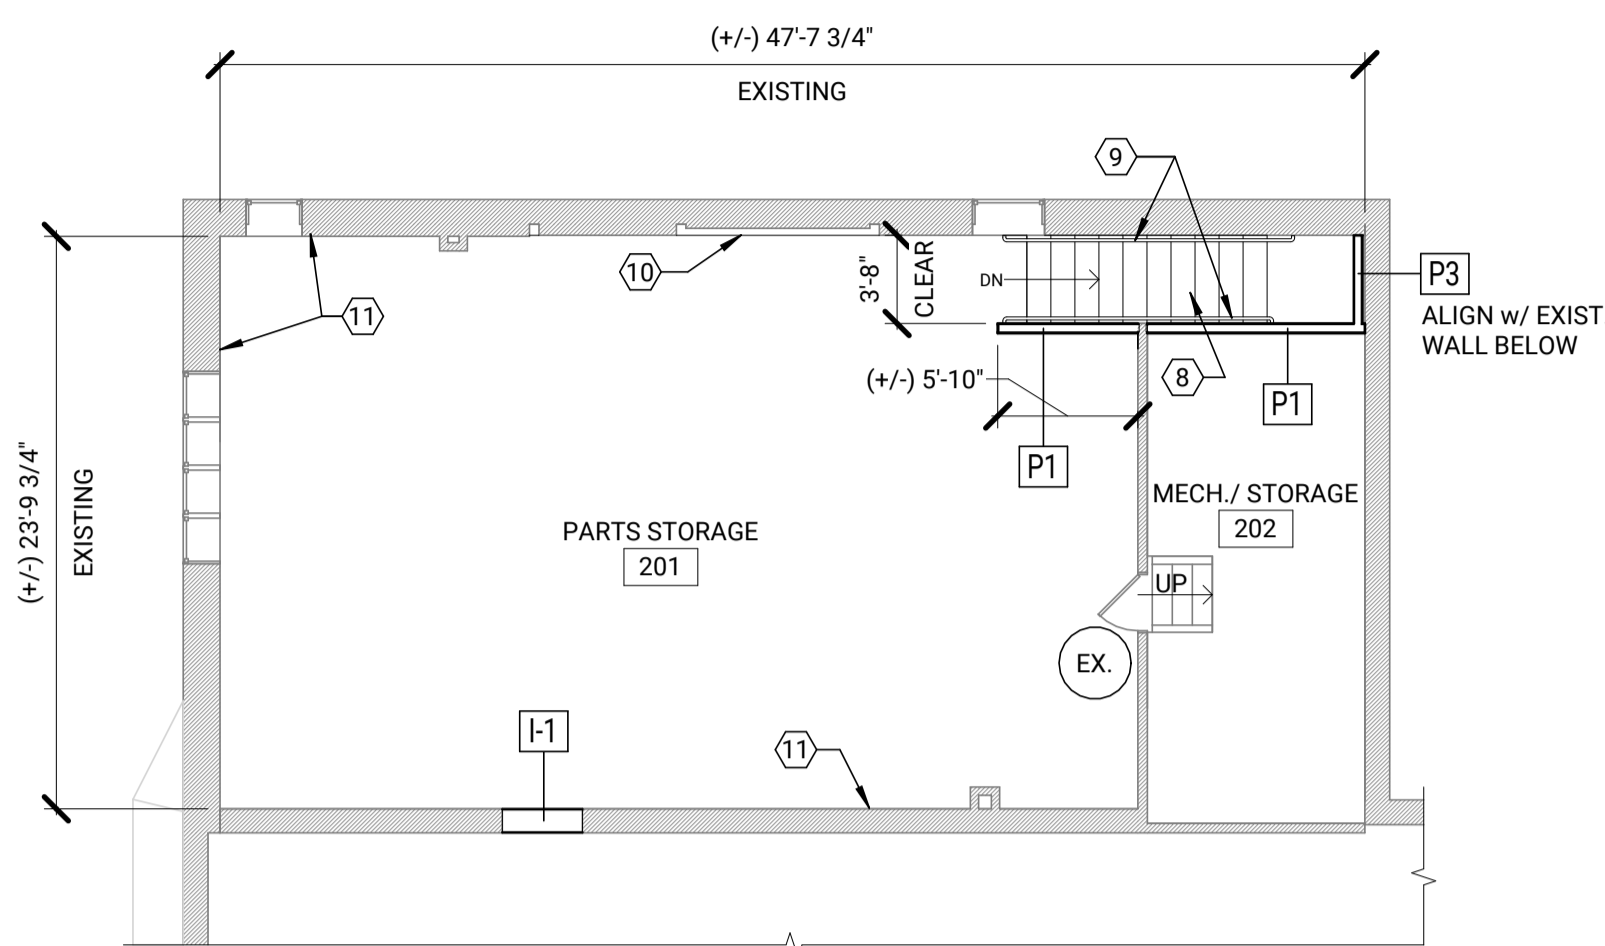 (+/-) 47'-7 3/4"
EXISTING
9
10
3'-8"
CLEAR
DN
P3
ALIGN w/ EXIST
WALL BELOW
11
(+/-) 5'-10"
8
P1
P1
(+/-) 23'-9 3/4"
EXISTING
MECH./ STORAGE
202
PARTS STORAGE
201
UP
EX.
I-1
11